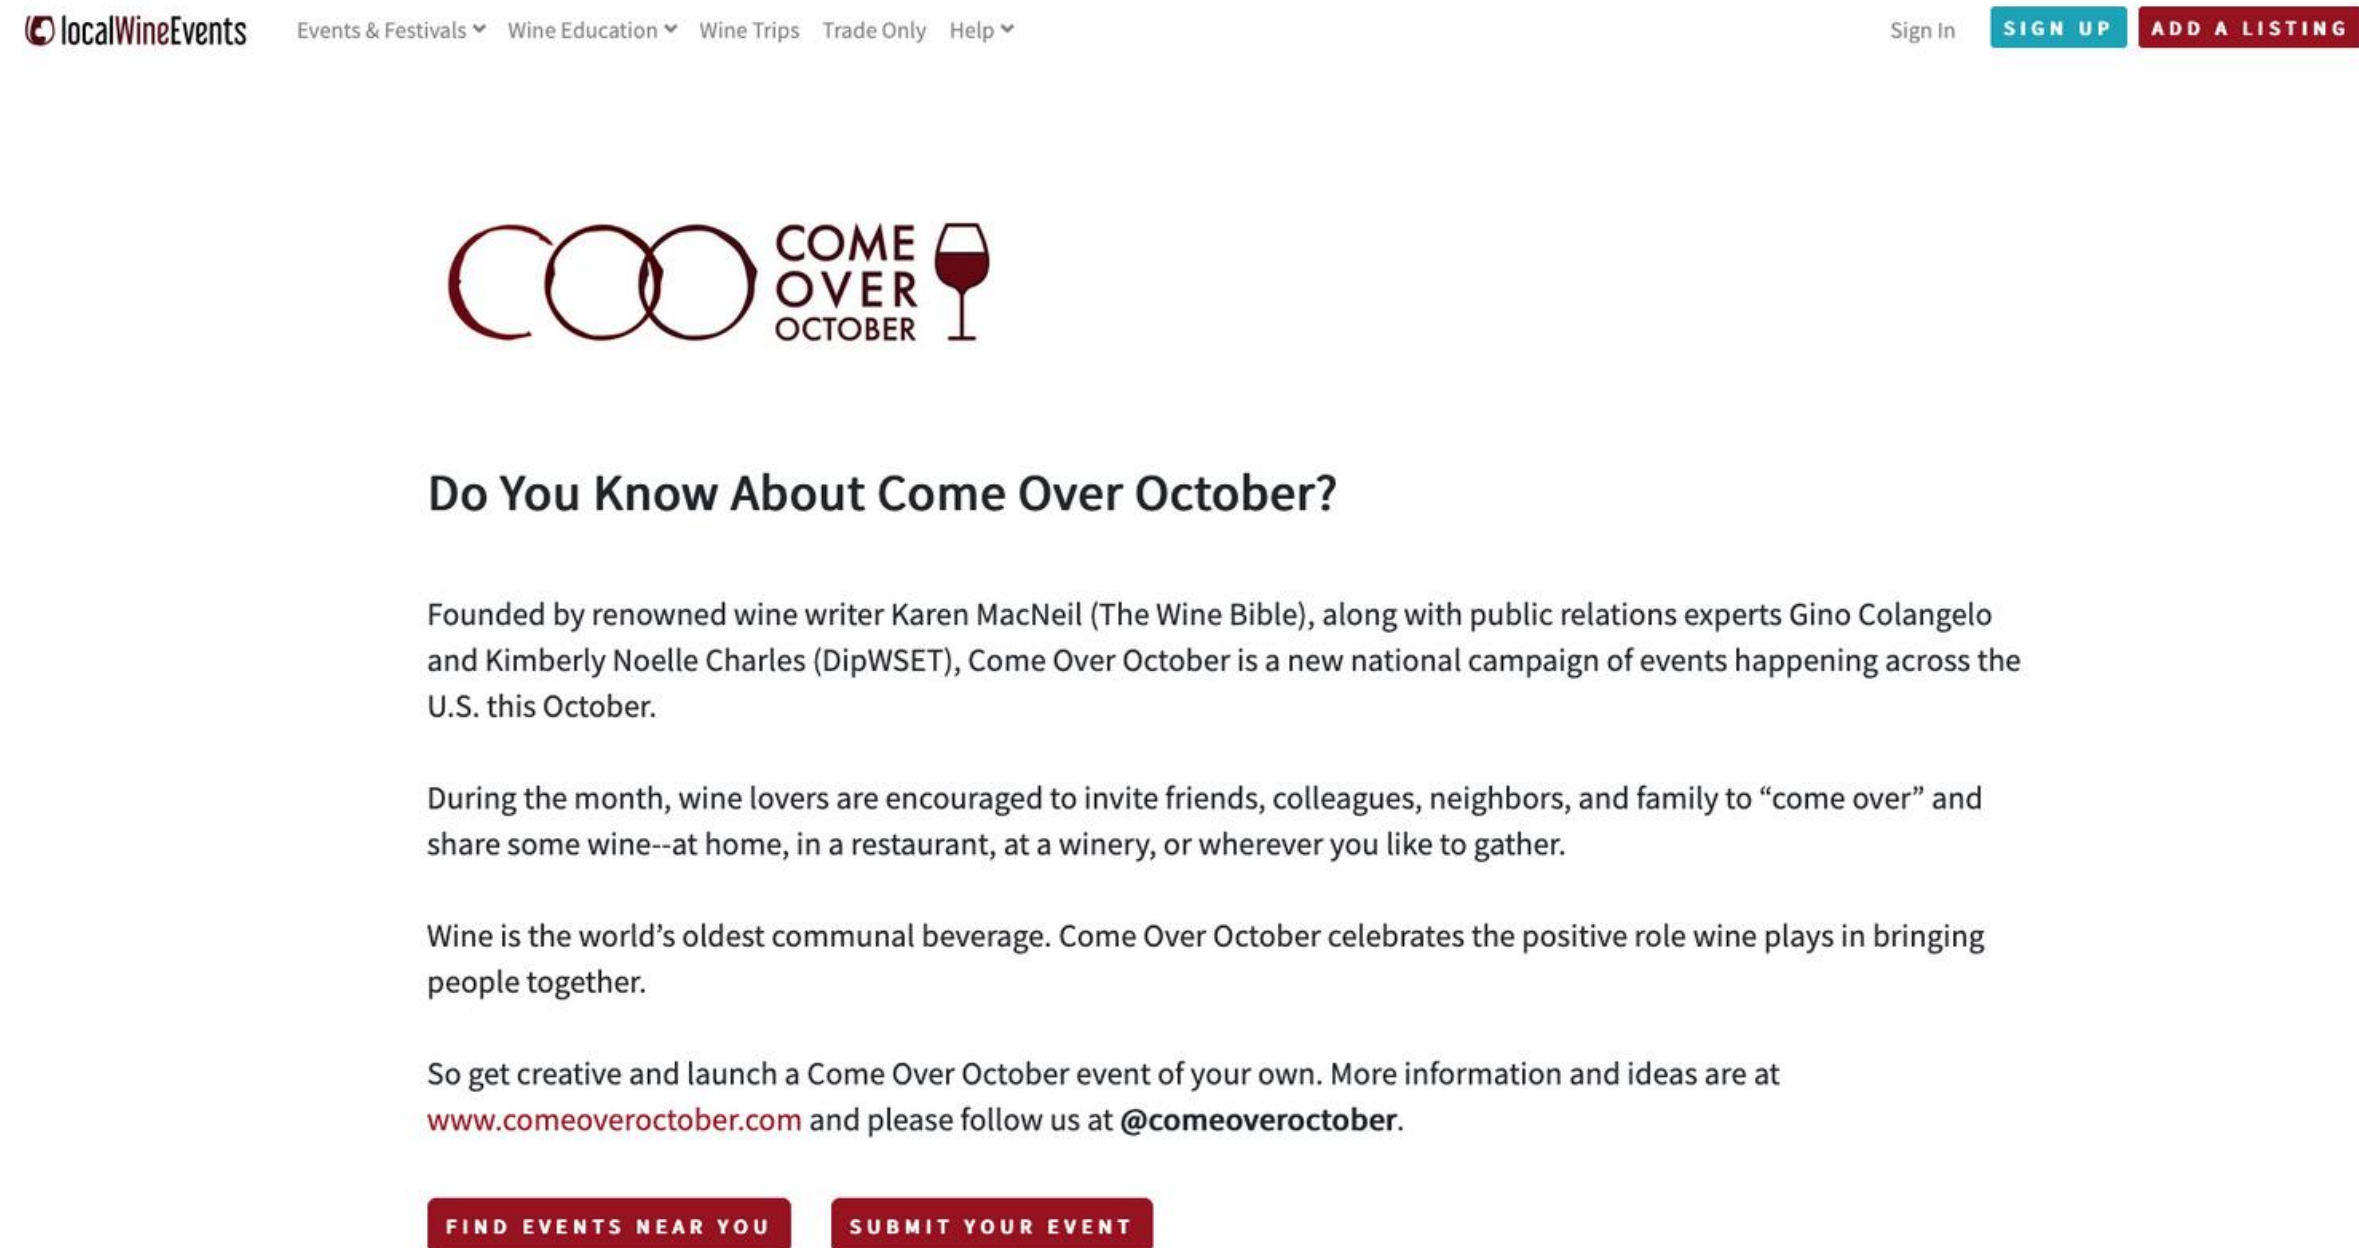 localWineEvents Events & Festivals Wine Education Wine Trips Trade Only Help Sign In SIGN UP ADD A LISTING
COO COME
OVER
OCTOBER
Do You Know About Come Over October?
Founded by renowned wine writer Karen MacNeil (The Wine Bible), along with public relations experts Gino Colangelo
and Kimberly Noelle Charles (DipWSET), Come Over October is a new national campaign of events happening across the
U.S. this October.
During the month, wine lovers are encouraged to invite friends, colleagues, neighbors, and family to “come over” and
share some wine--at home, in a restaurant, at a winery, or wherever you like to gather.
Wine is the world’s oldest communal beverage. Come Over October celebrates the positive role wine plays in bringing
people together.
So get creative and launch a Come Over October event of your own. More information and ideas are at
www.comeoveroctober.com and please follow us at @comeoveroctober.
FIND EVENTS NEAR YOU SUBMIT YOUR EVENT